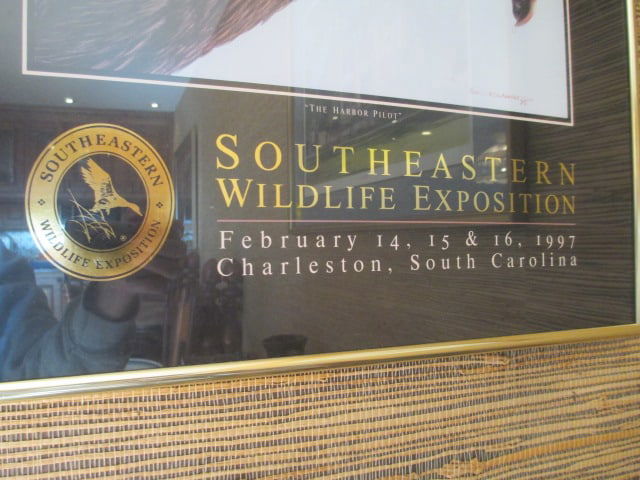 "The Harbor Pilot"
SOUTHEASTERN
WILDLIFE EXPOSITION
SOUTHEASTERN
WILDLIFE EXPOSITION
February 14, 15 & 16, 1997
Charleston, South Carolina